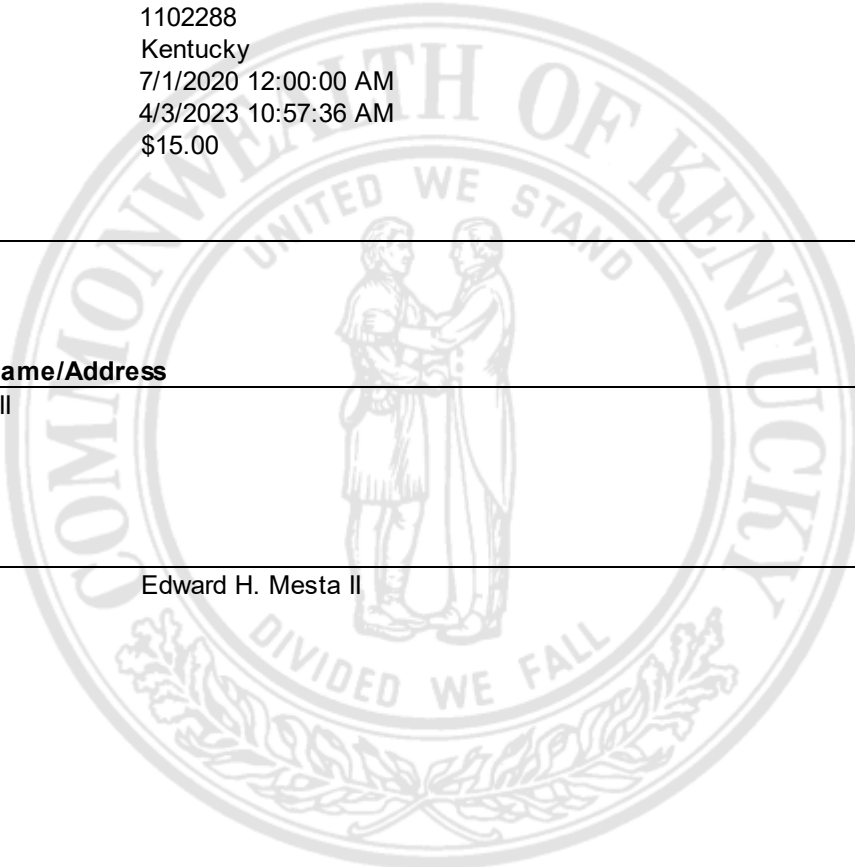 1102288
Kentucky
7/1/2020 12:00:00 AM
4/3/2023 10:57:36 AM
$15.00
COMMONWEALTH OF KENTUCKY
UNITED WE STAND
ame/Address
II
Edward H. Mesta II
DIVIDED WE FALL